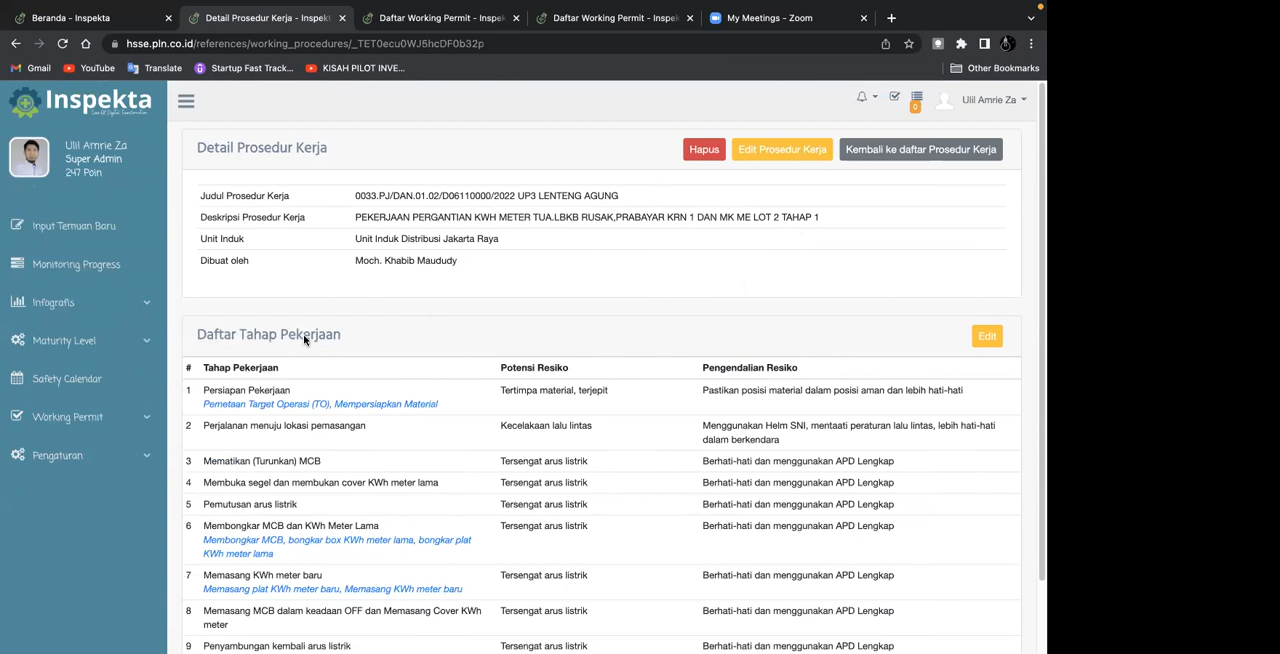 Beranda - Inspekta
Detail Prosedur Kerja - Inspekt
Daftar Working Permit - Inspek
Daftar Working Permit - Inspek
My Meetings - Zoom
hsse.pln.co.id/references/working_procedures/_TET0ecu0WJ5hcDF0b32p
Gmail
YouTube
Translate
Startup Fast Track...
KISAH PILOT INVE...
Other Bookmarks
Inspekta
Ulil Amrie Za
Super Admin
247 Poin
Input Temuan Baru
Monitoring Progress
Infografis
Maturity Level
Safety Calendar
Working Permit
Pengaturan
0
Ulil Amrie Za
Detail Prosedur Kerja
Hapus
Edit Prosedur Kerja
Kembali ke daftar Prosedur Kerja
Judul Prosedur Kerja 0033.PJ/DAN.01.02/D06110000/2022 UP3 LENTENG AGUNG
Deskripsi Prosedur Kerja PEKERJAAN PERGANTIAN KWH METER TUA.LBKB RUSAK,PRABAYAR KRN 1 DAN MK ME LOT 2 TAHAP 1
Unit Induk Unit Induk Distribusi Jakarta Raya
Dibuat oleh Moch. Khabib Maududy
Daftar Tahap Pekerjaan
Edit
# Tahap Pekerjaan Potensi Resiko Pengendalian Resiko
1 Persiapan Pekerjaan Tertimpa material, terjepit Pastikan posisi material dalam posisi aman dan lebih hati-hati
Pemetaan Target Operasi (TO), Mempersiapkan Material
2 Perjalanan menuju lokasi pemasangan Kecelakaan lalu lintas Menggunakan Helm SNI, mentaati peraturan lalu lintas, lebih hati-hati
dalam berkendara
3 Mematikan (Turunkan) MCB Tersengat arus listrik Berhati-hati dan menggunakan APD Lengkap
4 Membuka segel dan membukan cover KWh meter lama Tersengat arus listrik Berhati-hati dan menggunakan APD Lengkap
5 Pemutusan arus listrik Tersengat arus listrik Berhati-hati dan menggunakan APD Lengkap
6 Membongkar MCB dan KWh Meter Lama Tersengat arus listrik Berhati-hati dan menggunakan APD Lengkap
Membongkar MCB, bongkar box KWh meter lama, bongkar plat
KWh meter lama
7 Memasang KWh meter baru Tersengat arus listrik Berhati-hati dan menggunakan APD Lengkap
Memasang plat KWh meter baru, Memasang KWh meter baru
8 Memasang MCB dalam keadaan OFF dan Memasang Cover KWh Tersengat arus listrik Berhati-hati dan menggunakan APD Lengkap
meter
9 Penyambungan kembali arus listrik Tersengat arus listrik Berhati-hati dan menggunakan APD Lengkap